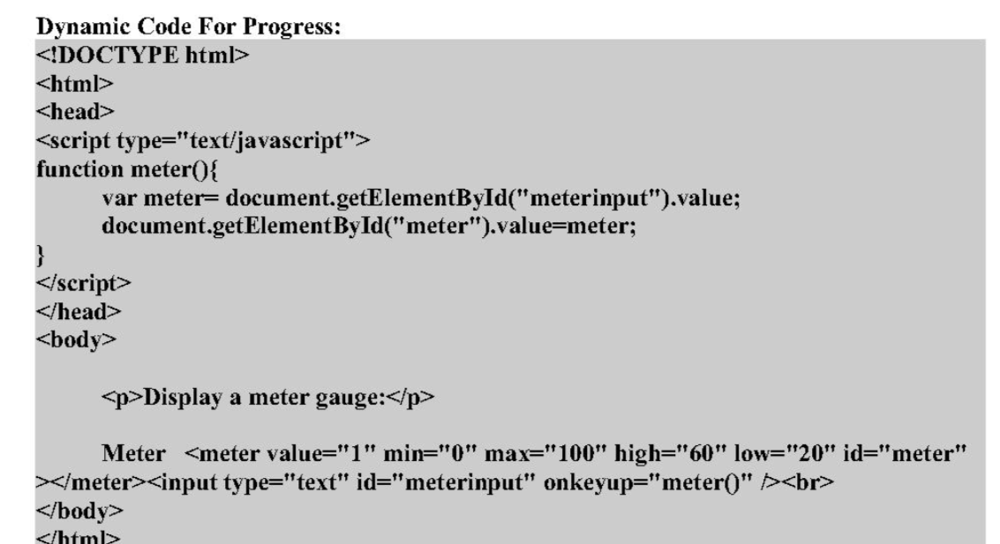 Dynamic Code For Progress:
<!DOCTYPE html>
<html>
<head>
<script type="text/javascript">
function meter(){
var meter= document.getElementById("meterinput").value;
document.getElementById("meter").value=meter;
}
</script>
</head>
<body>
<p>Display a meter gauge:</p>
Meter <meter value="1" min="0" max="100" high="60" low="20" id="meter"
></meter><input type="text" id="meterinput" onkeyup="meter()" /><br>
</body>
</html>